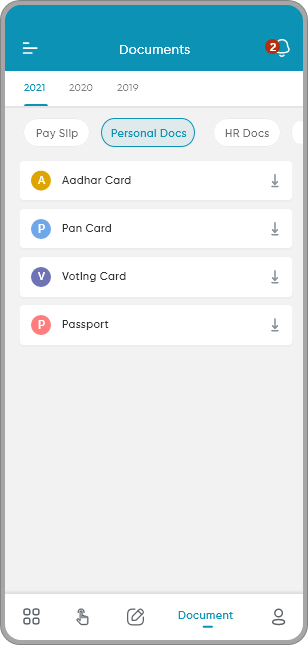 Documents
2
2021 2020 2019
Pay Slip Personal Docs HR Docs
A Aadhar Card
P Pan Card
V Voting Card
P Passport
Document